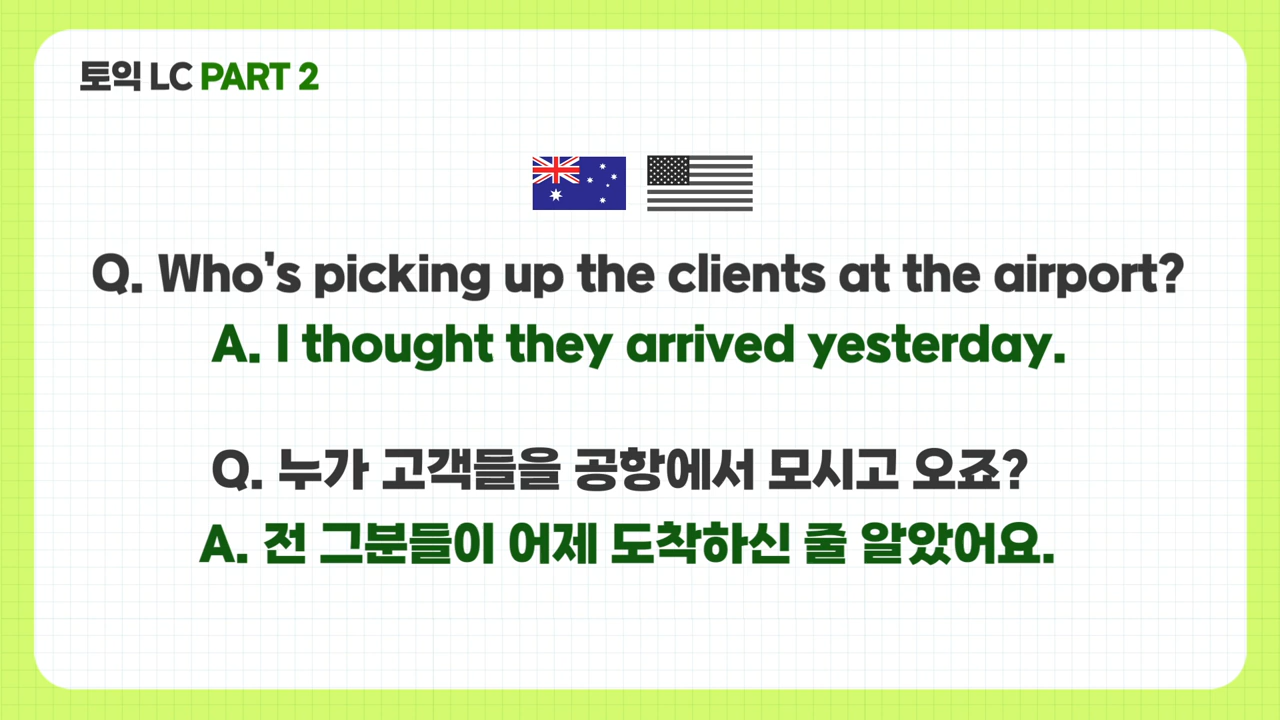 토익 LC PART 2
Q. Who's picking up the clients at the airport?
A. I thought they arrived yesterday.
Q. 누가 고객들을 공항에서 모시고 오죠?
A. 전 그분들이 어제 도착하신 줄 알았어요.